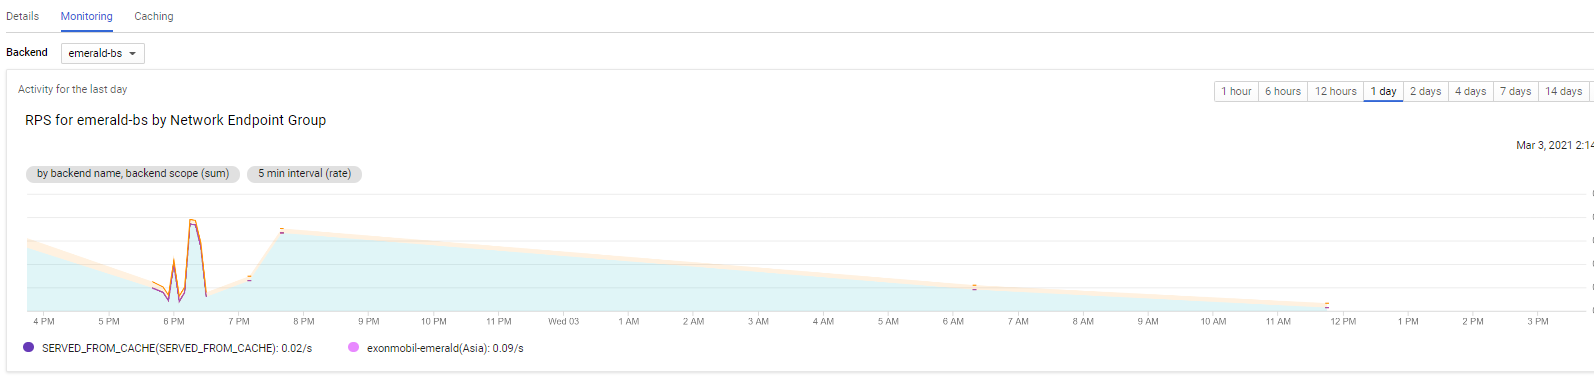 Details Monitoring Caching
Backend emerald-bs
Activity for the last day
1 hour 6 hours 12 hours 1 day 2 days 4 days 7 days 14 days
RPS for emerald-bs by Network Endpoint Group
Mar 3, 2021 2:14
by backend name, backend scope (sum) 5 min interval (rate)
4 PM 5 PM 6 PM 7 PM 8 PM 9 PM 10 PM 11 PM Wed 03 1 AM 2 AM 3 AM 4 AM 5 AM 6 AM 7 AM 8 AM 9 AM 10 AM 11 AM 12 PM 1 PM 2 PM 3 PM
SERVED_FROM_CACHE(SERVED_FROM_CACHE): 0.02/s exonmobil-emerald(Asia): 0.09/s